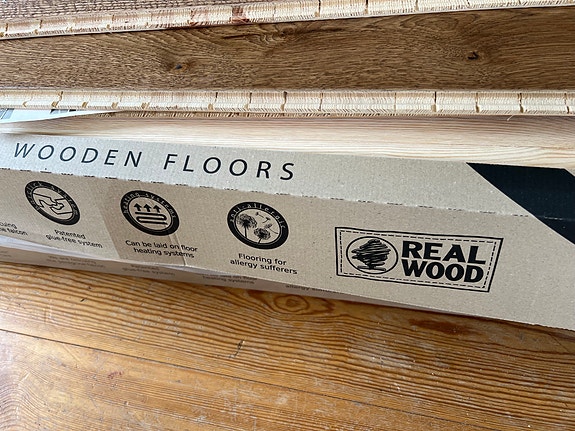 WOODEN FLOORS
Patented
glue-free system
Can be laid on floor
heating systems
Flooring for
allergy sufferers
REAL
WOOD